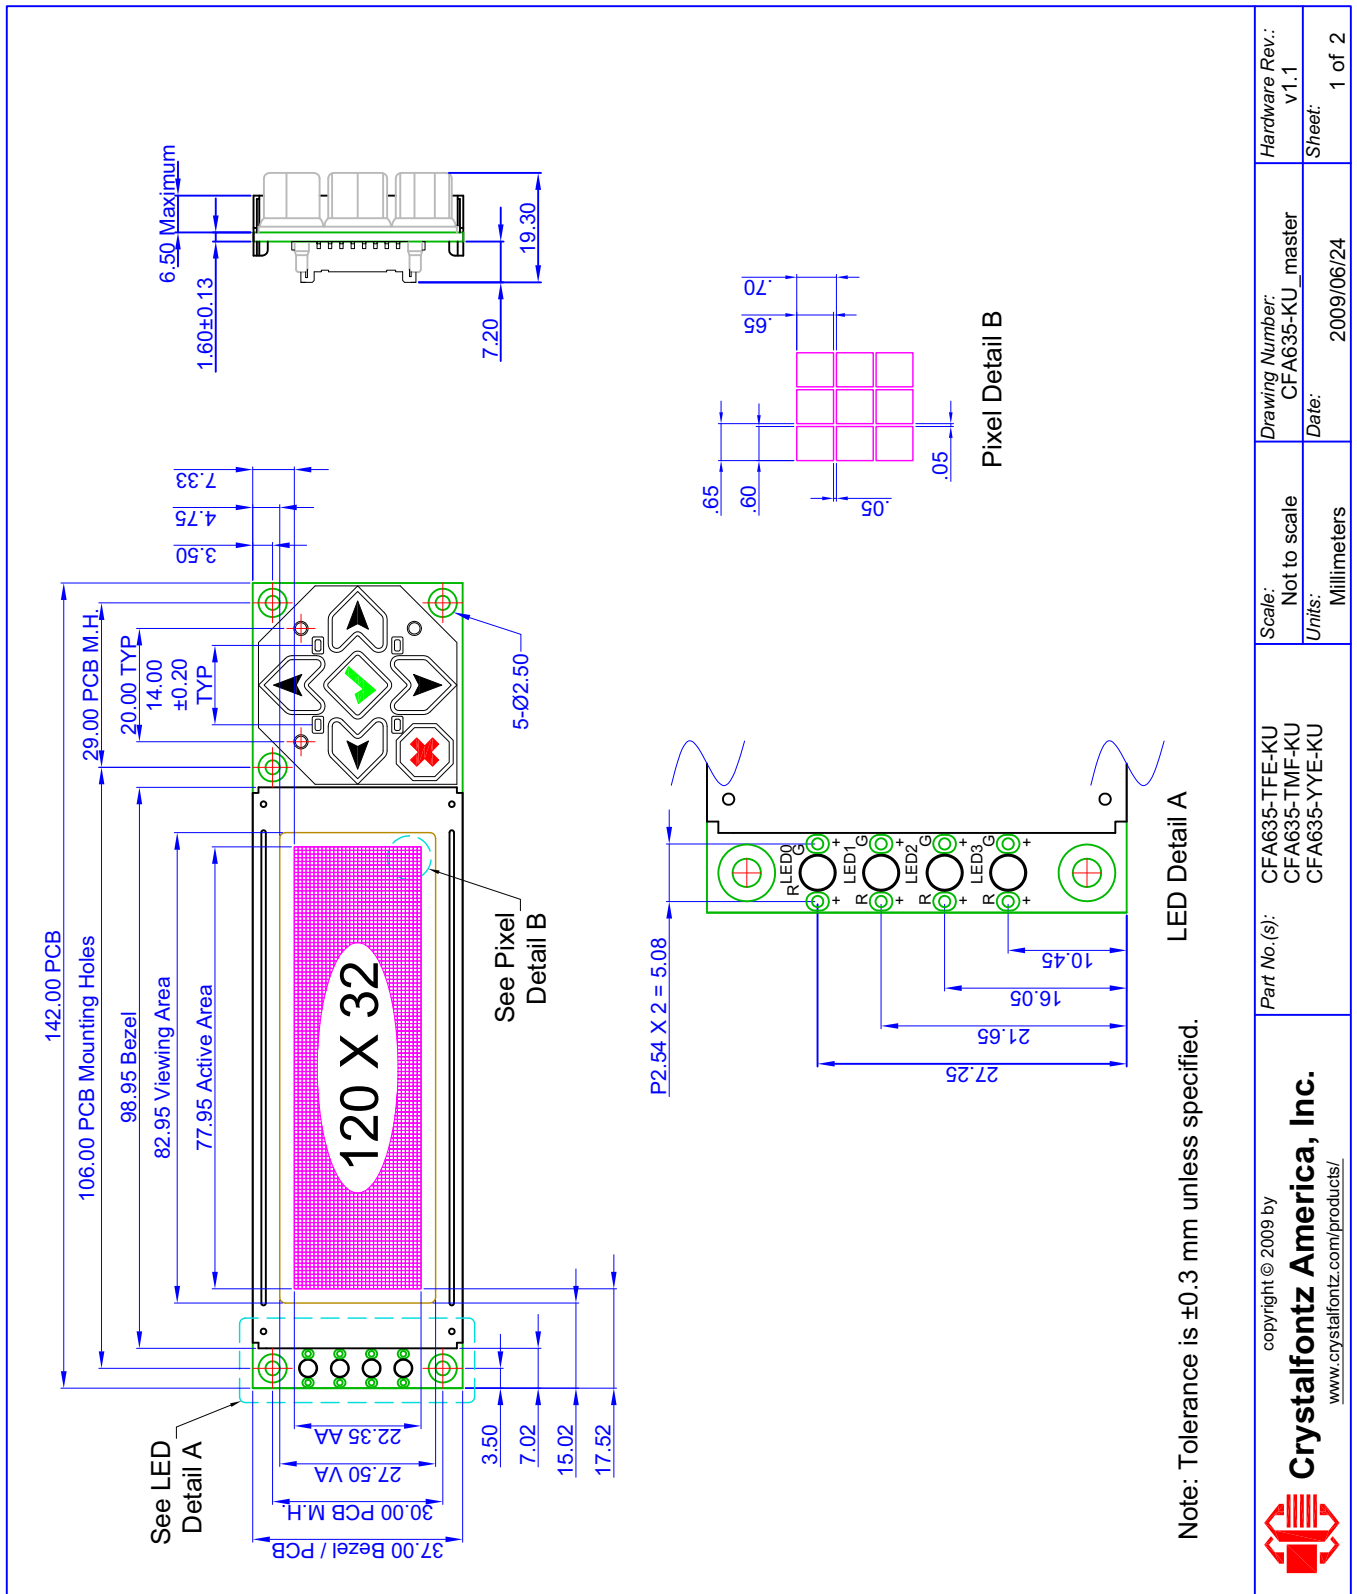 142.00 PCB
106.00 PCB Mounting Holes
29.00 PCB M.H.
98.95 Bezel
20.00 TYP
82.95 Viewing Area
14.00
±0.20
TYP
77.95 Active Area
120 X 32
See LED
Detail A
See Pixel
Detail B
5-Ø2.50
3.50
4.75
7.33
37.00 Bezel / PCB
30.00 PCB M.H.
27.50 VA
22.35 AA
3.50
7.02
15.02
17.52
6.50 Maximum
1.60±0.13
7.20
19.30
P2.54 X 2 = 5.08
R
LED0
G
+
+
R
LED1
G
+
+
R
LED2
G
+
+
R
LED3
G
+
+
10.45
16.05
21.65
27.25
LED Detail A
.65
.60
.05
.05
.65
.70
Pixel Detail B
Note: Tolerance is ±0.3 mm unless specified.
copyright © 2009 by
Crystalfontz America, Inc.
www.crystalfontz.com/products/
Part No.(s):
CFA635-TFE-KU
CFA635-TMF-KU
CFA635-YYE-KU
Scale:
Not to scale
Units:
Millimeters
Drawing Number:
CFA635-KU_master
Date:
2009/06/24
Hardware Rev.:
v1.1
Sheet:
1 of 2